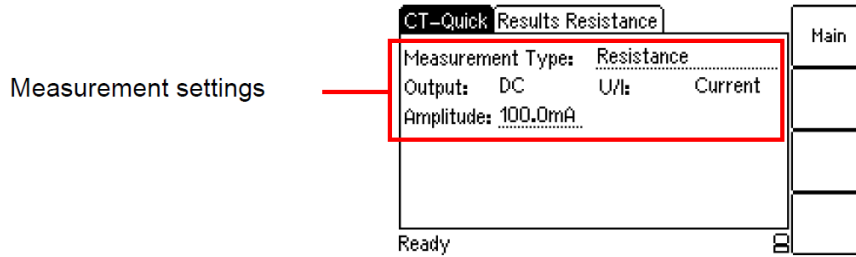 CT-Quick Results Resistance
Main
Measurement Type: Resistance
Measurement settings
Output: DC U/I: Current
Amplitude: 100.0mA
Ready